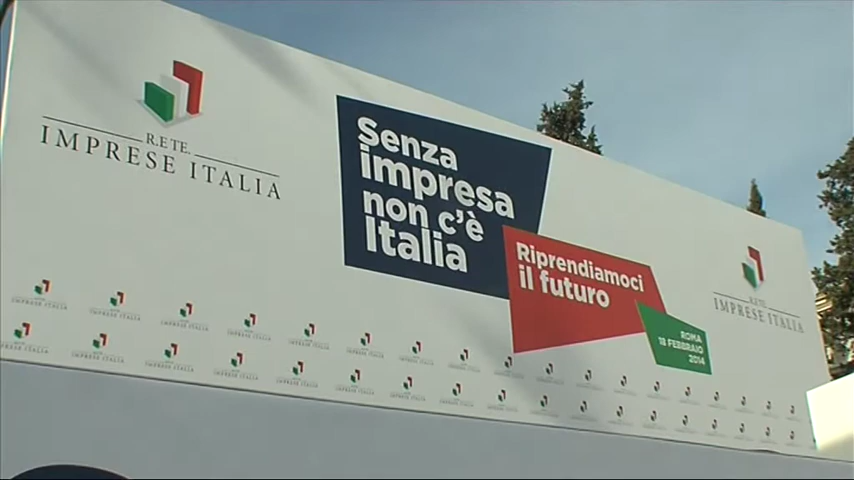 R.E TE.
IMPRESE ITALIA
Senza
impresa
non c'è
Italia
Riprendiamoci
il futuro
ROMA
18 FEBBRAIO
2014
R.E TE.
IMPRESE ITALIA